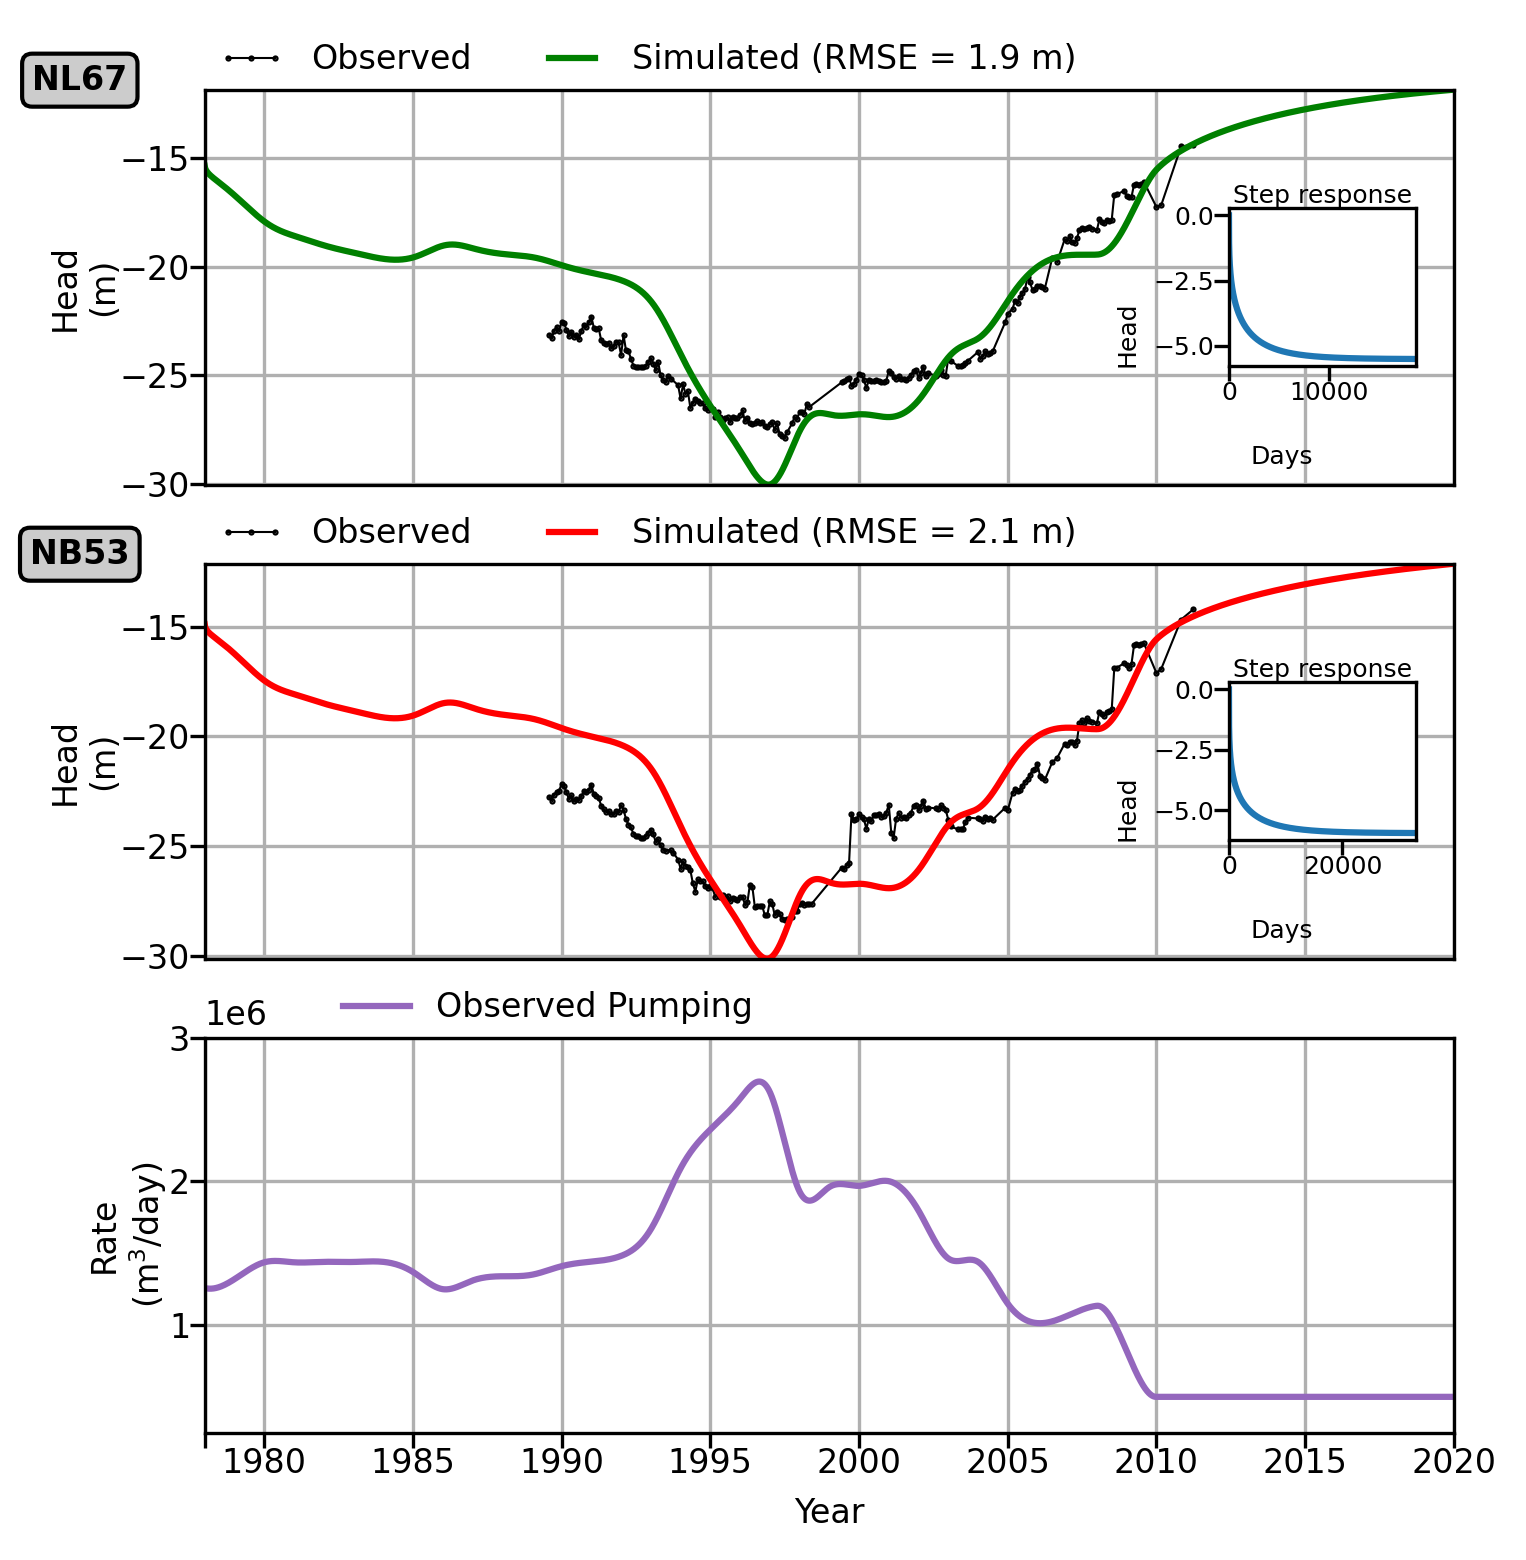 NL67
Observed
Simulated (RMSE = 1.9 m)
−15
−20
−25
−30
Head
(m)
Step response
0.0
−2.5
−5.0
Head
0
10000
Days
NB53
Observed
Simulated (RMSE = 2.1 m)
−15
−20
−25
−30
Head
(m)
Step response
0.0
−2.5
−5.0
Head
0
20000
Days
1e6
Observed Pumping
3
2
1
Rate
(m³/day)
1980
1985
1990
1995
2000
2005
2010
2015
2020
Year